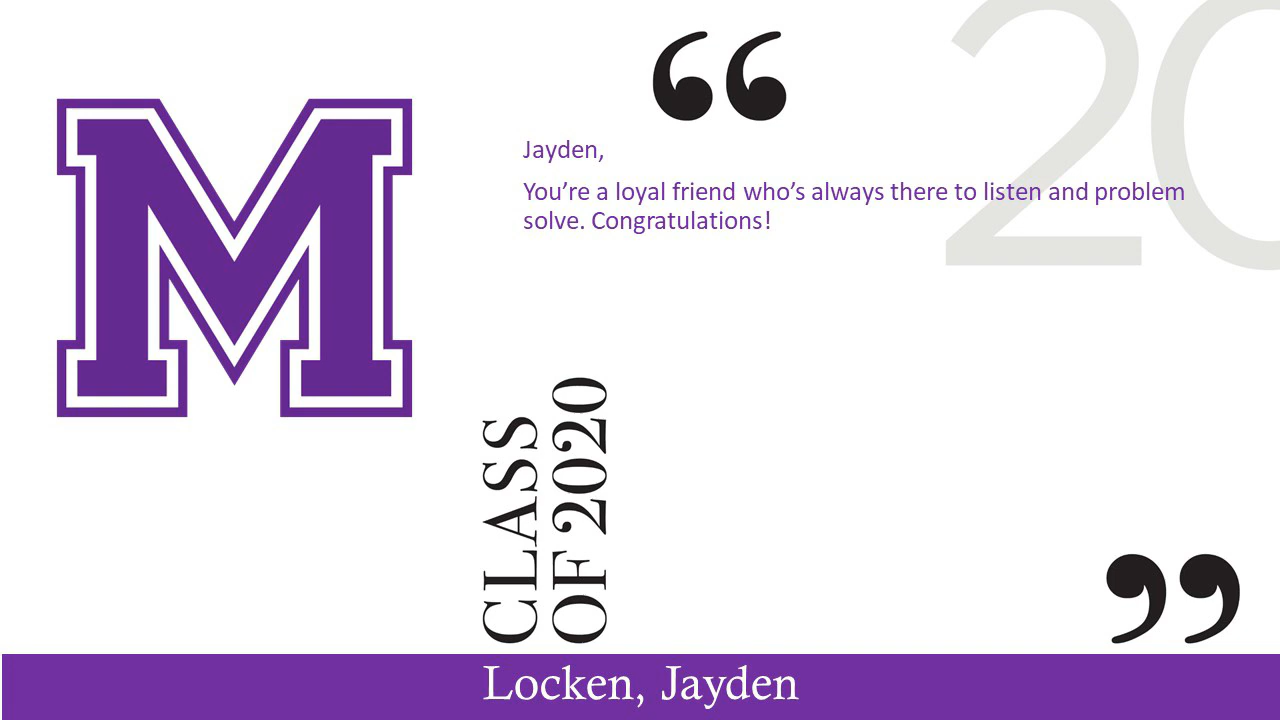 M
“
20
Jayden,
You’re a loyal friend who’s always there to listen and problem
solve. Congratulations!
CLASS
OF 2020
”
Locken, Jayden